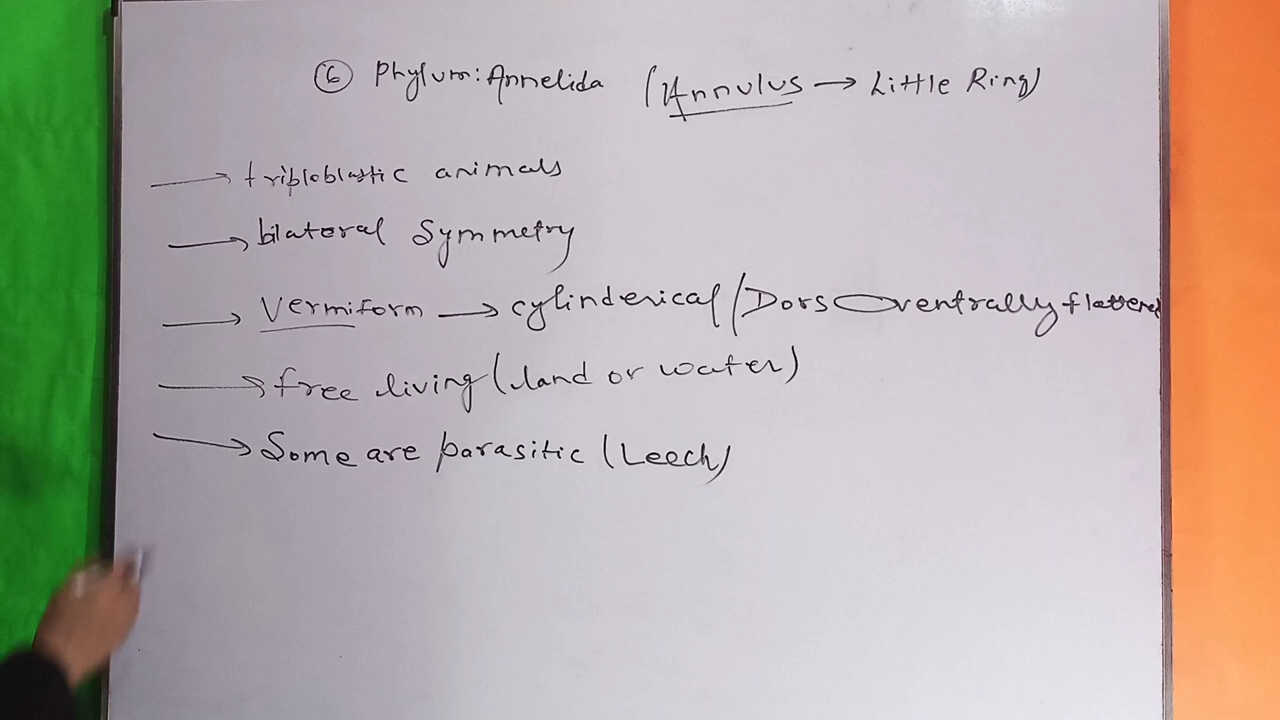 ⑥ Phylum: Annelida (Annulus → Little Ring)
→ triploblastic animals
→ bilateral Symmetry
→ Vermiform → cylinderical/Dorsoventrally flattened
→ free living (land or water)
→ Some are parasitic (Leech)